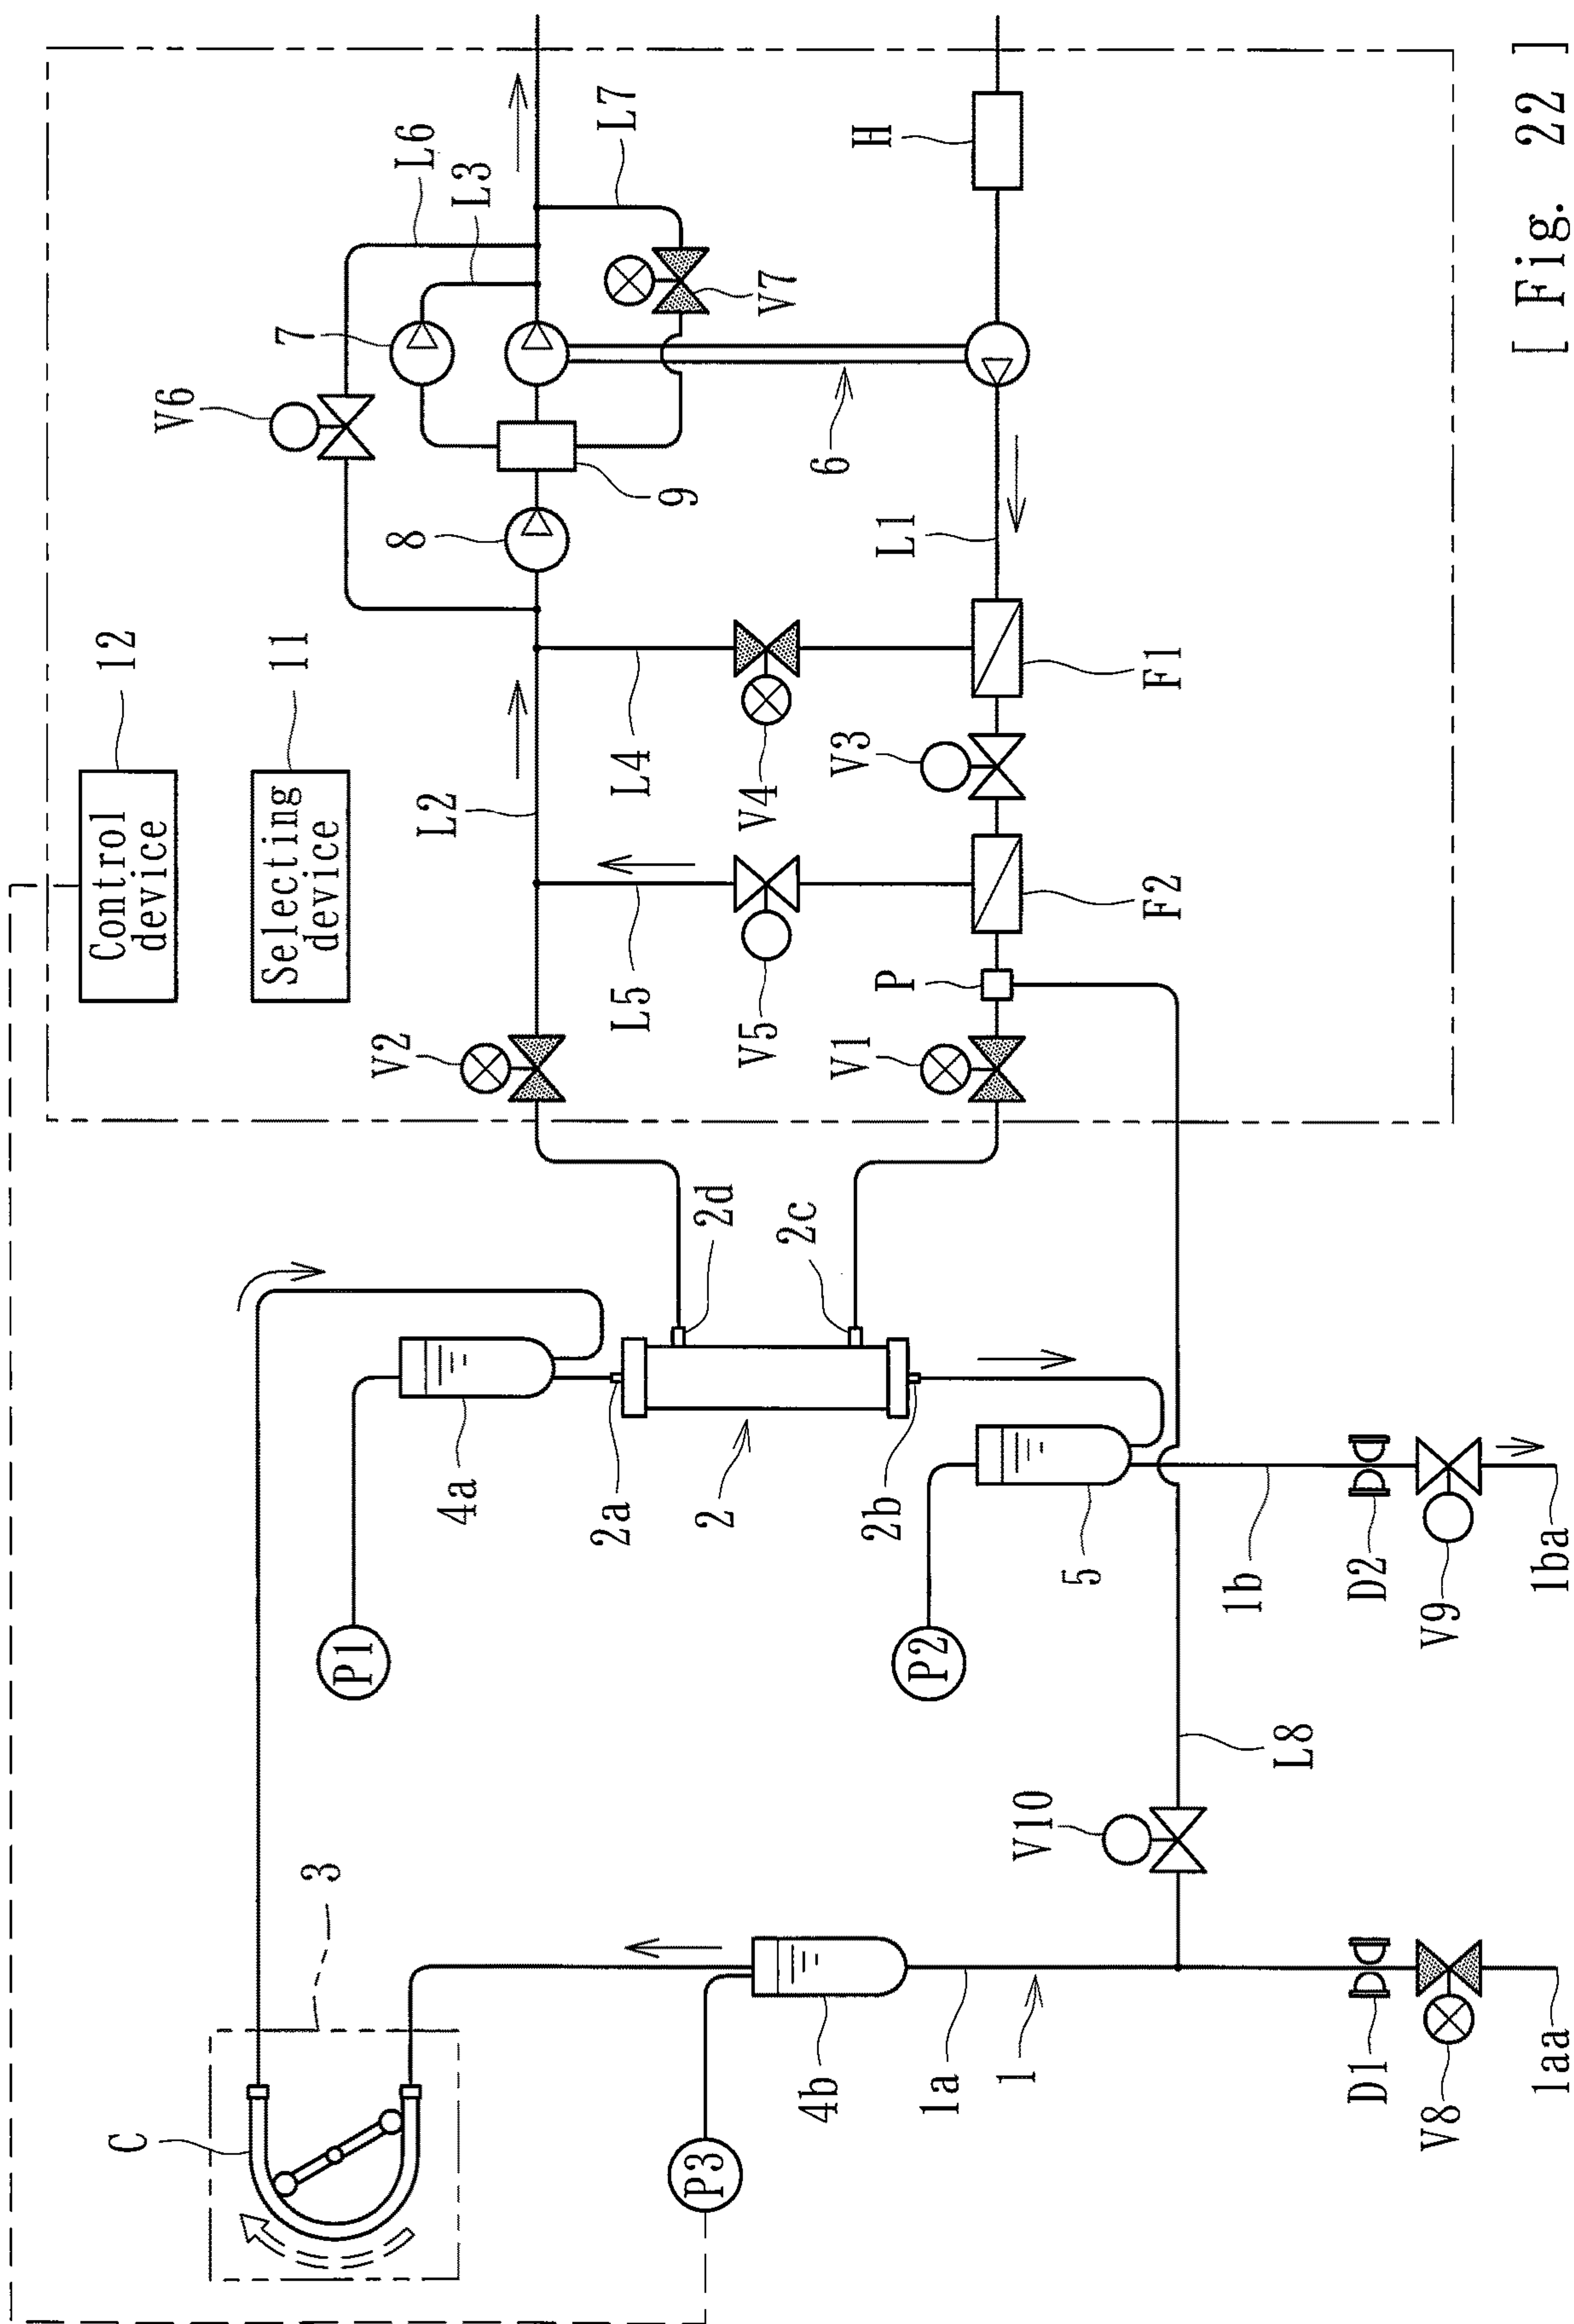 [ Fig. 22 ]
Control
device
12
Selecting
device
11
L6
L3
L7
H
7
V6
V7
6
9
8
L1
L2
L4
V4
V3
F1
L5
V5
F2
P
V2
V1
2d
2c
4a
2a
2
2b
5
1b
D2
V9
1ba
P1
P2
L8
V10
3
C
4b
1a
1
P3
D1
V8
1aa